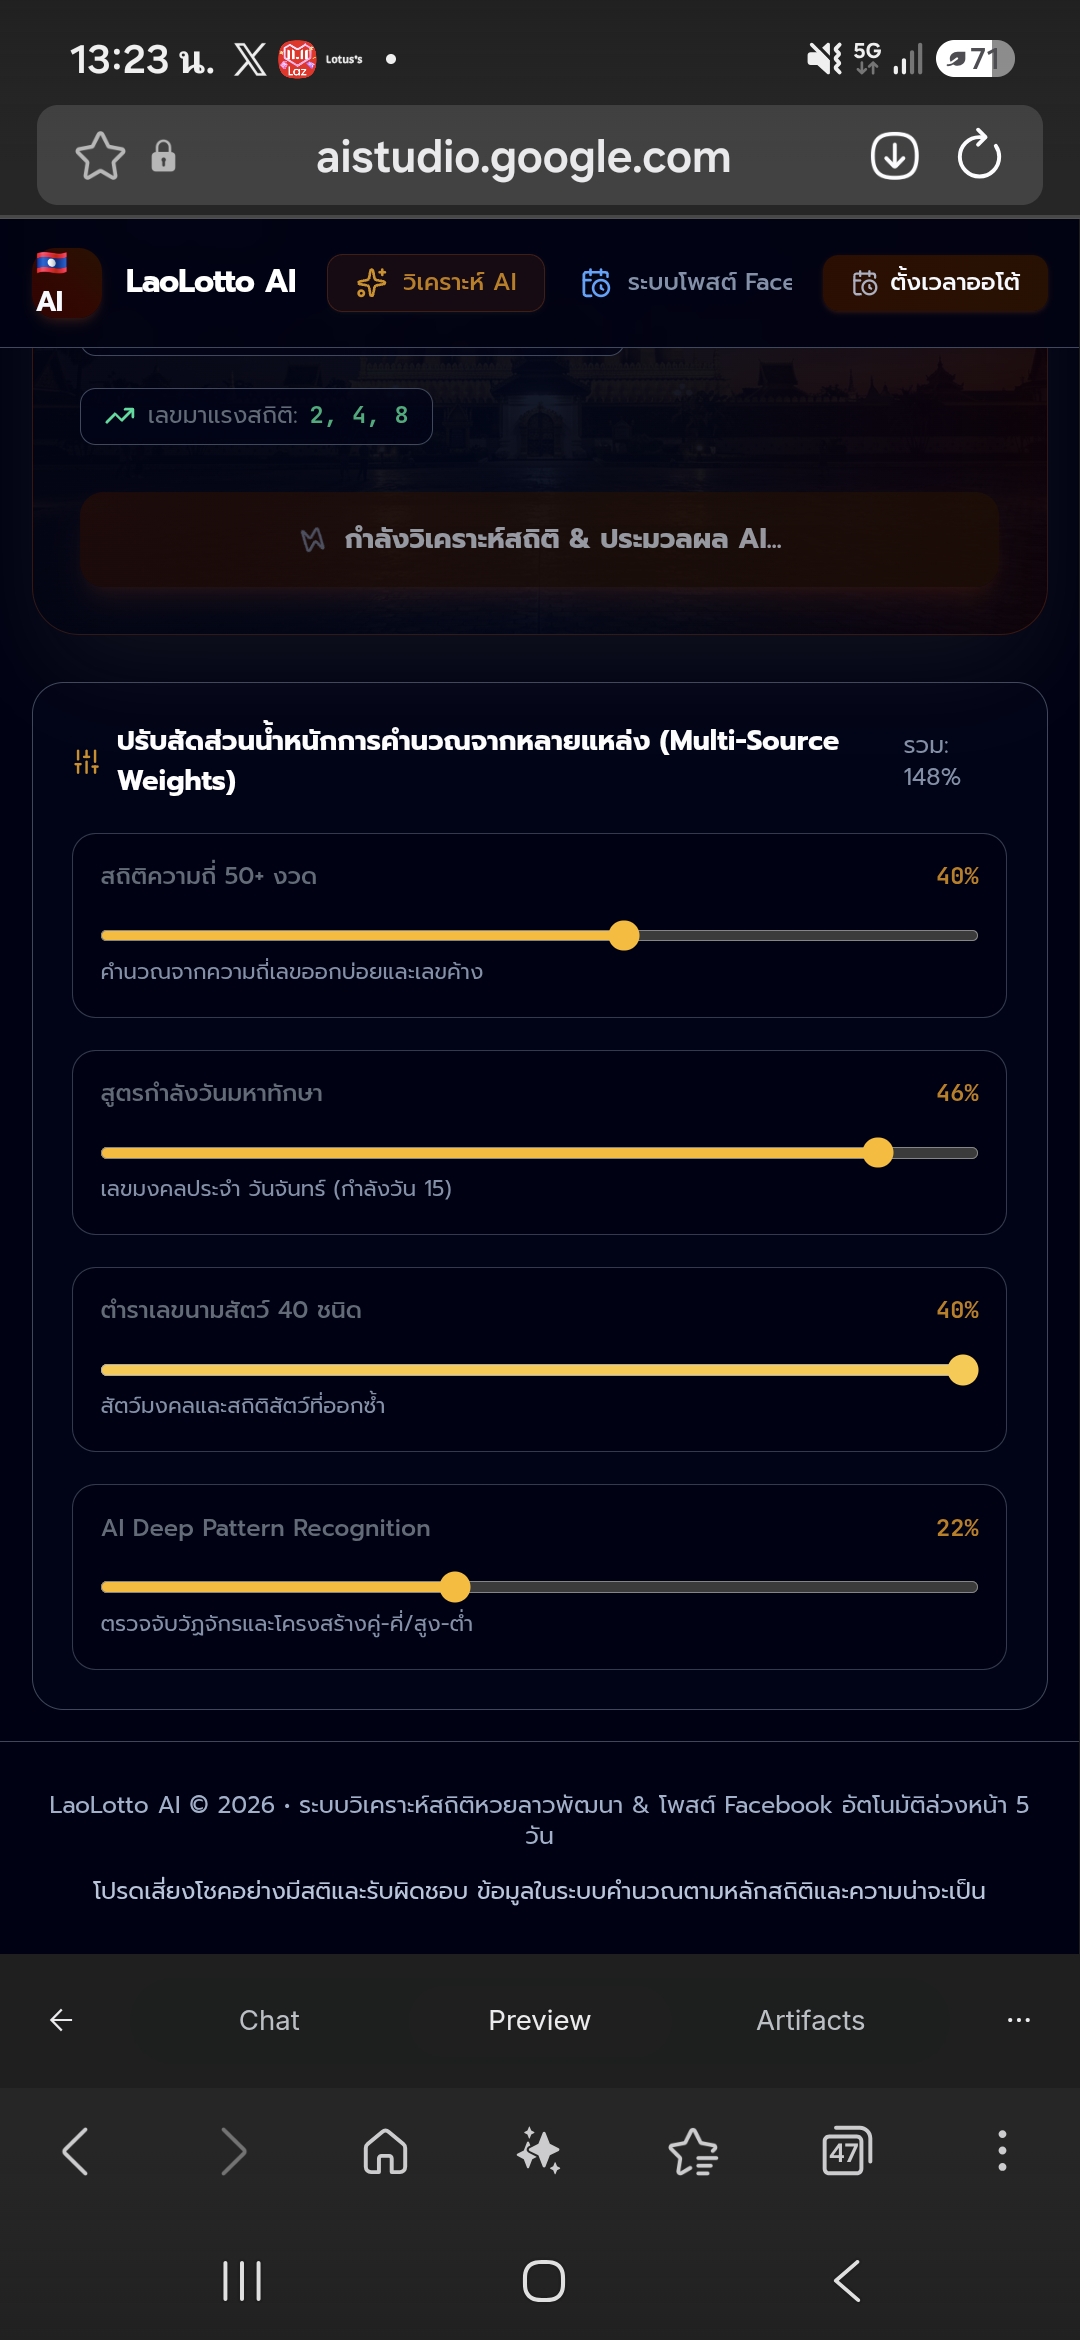 13:23 น.
Laz
Lotus's
5G
71
aistudio.google.com
AI
LaoLotto AI
วิเคราะห์ AI
ระบบโพสต์ Face
ตั้งเวลาออโต้
เลขมาแรงสถิติ: 2, 4, 8
กำลังวิเคราะห์สถิติ & ประมวลผล AI...
ปรับสัดส่วนน้ำหนักการคำนวณจากหลายแหล่ง (Multi-Source
Weights)
รวม:
148%
สถิติความถี่ 50+ งวด
40%
คำนวณจากความถี่เลขออกบ่อยและเลขค้าง
สูตรกำลังวันมหาทักษา
46%
เลขมงคลประจำ วันจันทร์ (กำลังวัน 15)
ตำราเลขนามสัตว์ 40 ชนิด
40%
สัตว์มงคลและสถิติสัตว์ที่ออกซ้ำ
AI Deep Pattern Recognition
22%
ตรวจจับวัฏจักรและโครงสร้างคู่-คี่/สูง-ต่ำ
LaoLotto AI © 2026 • ระบบวิเคราะห์สถิติหวยลาวพัฒนา & โพสต์ Facebook อัตโนมัติล่วงหน้า 5
วัน
โปรดเสี่ยงโชคอย่างมีสติและรับผิดชอบ ข้อมูลในระบบคำนวณตามหลักสถิติและความน่าจะเป็น
Chat
Preview
Artifacts
47